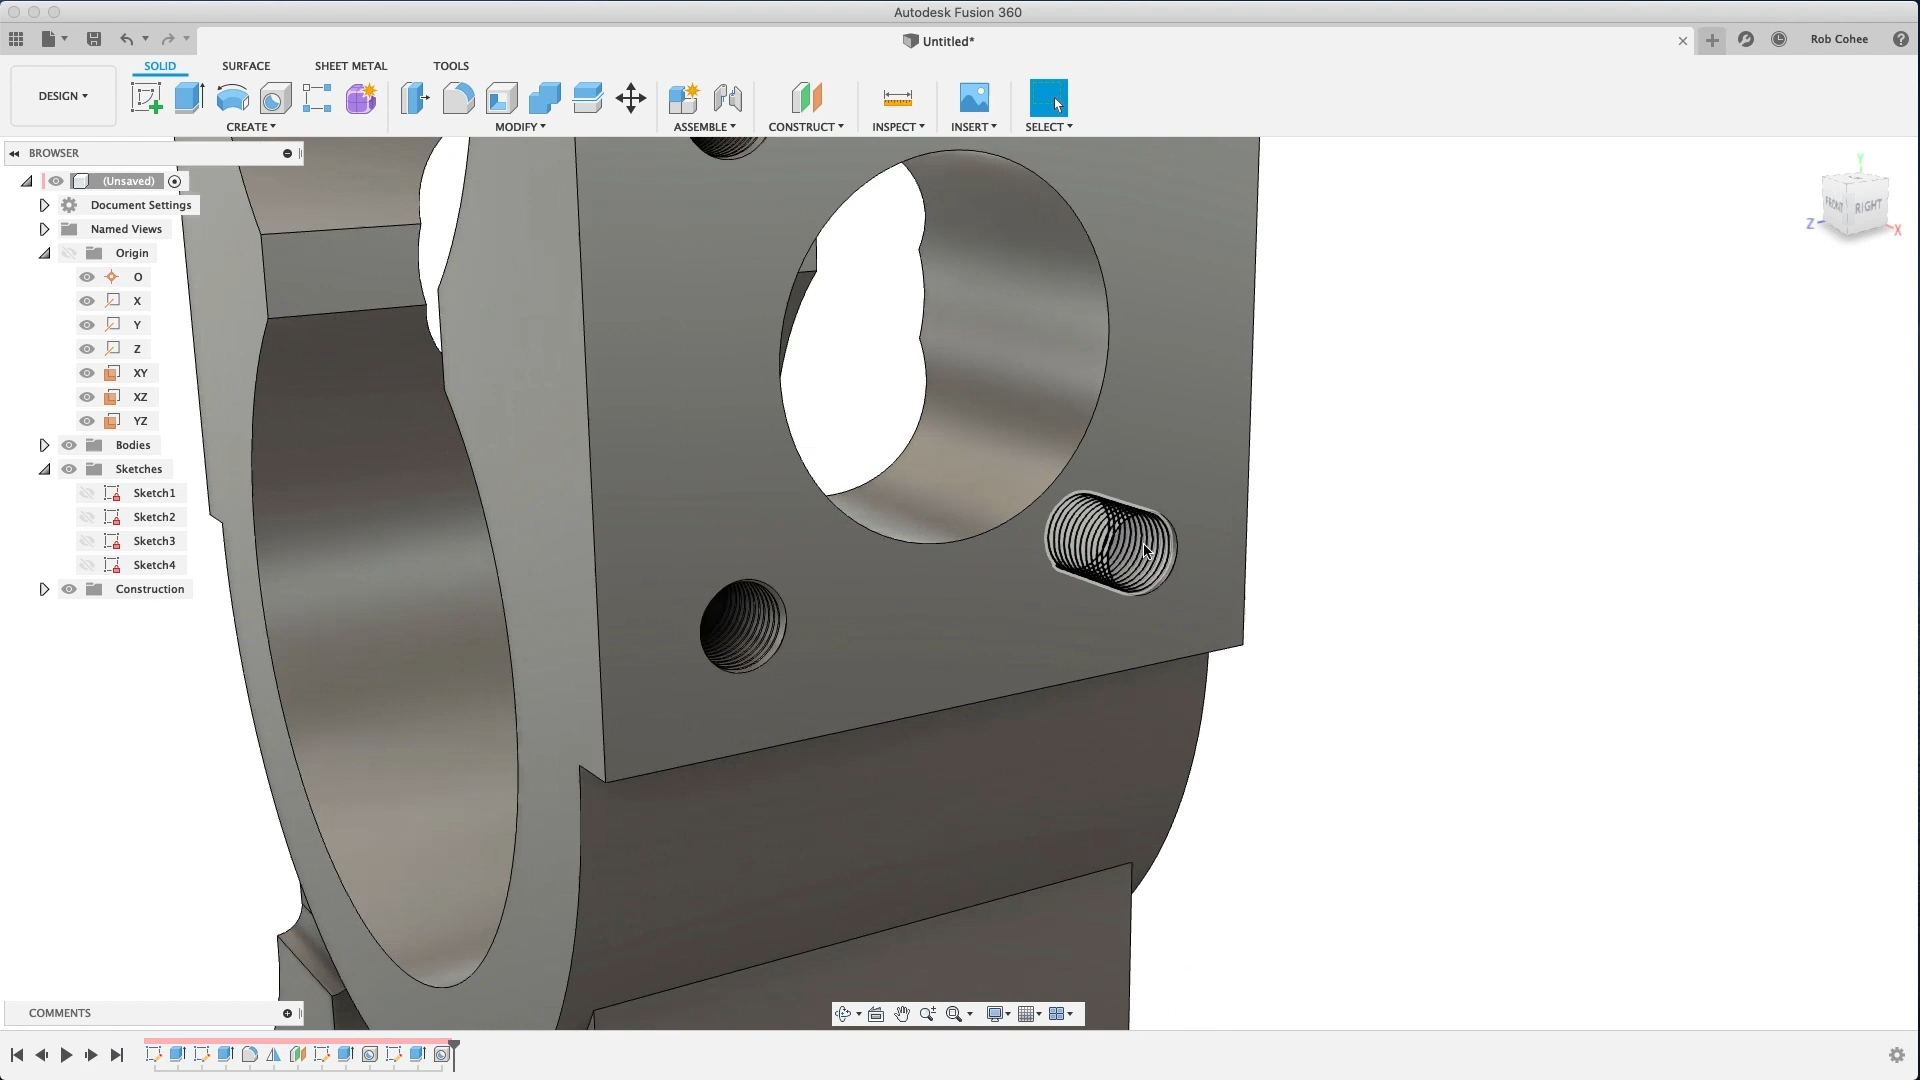 Autodesk Fusion 360
Untitled*
Rob Cohee
SOLID SURFACE SHEET METAL TOOLS
DESIGN
CREATE MODIFY ASSEMBLE CONSTRUCT INSPECT INSERT SELECT
BROWSER
(Unsaved)
Document Settings
Named Views
Origin
O
X
Y
Z
XY
XZ
YZ
Bodies
Sketches
Sketch1
Sketch2
Sketch3
Sketch4
Construction
Y
FRONT RIGHT
Z X
COMMENTS